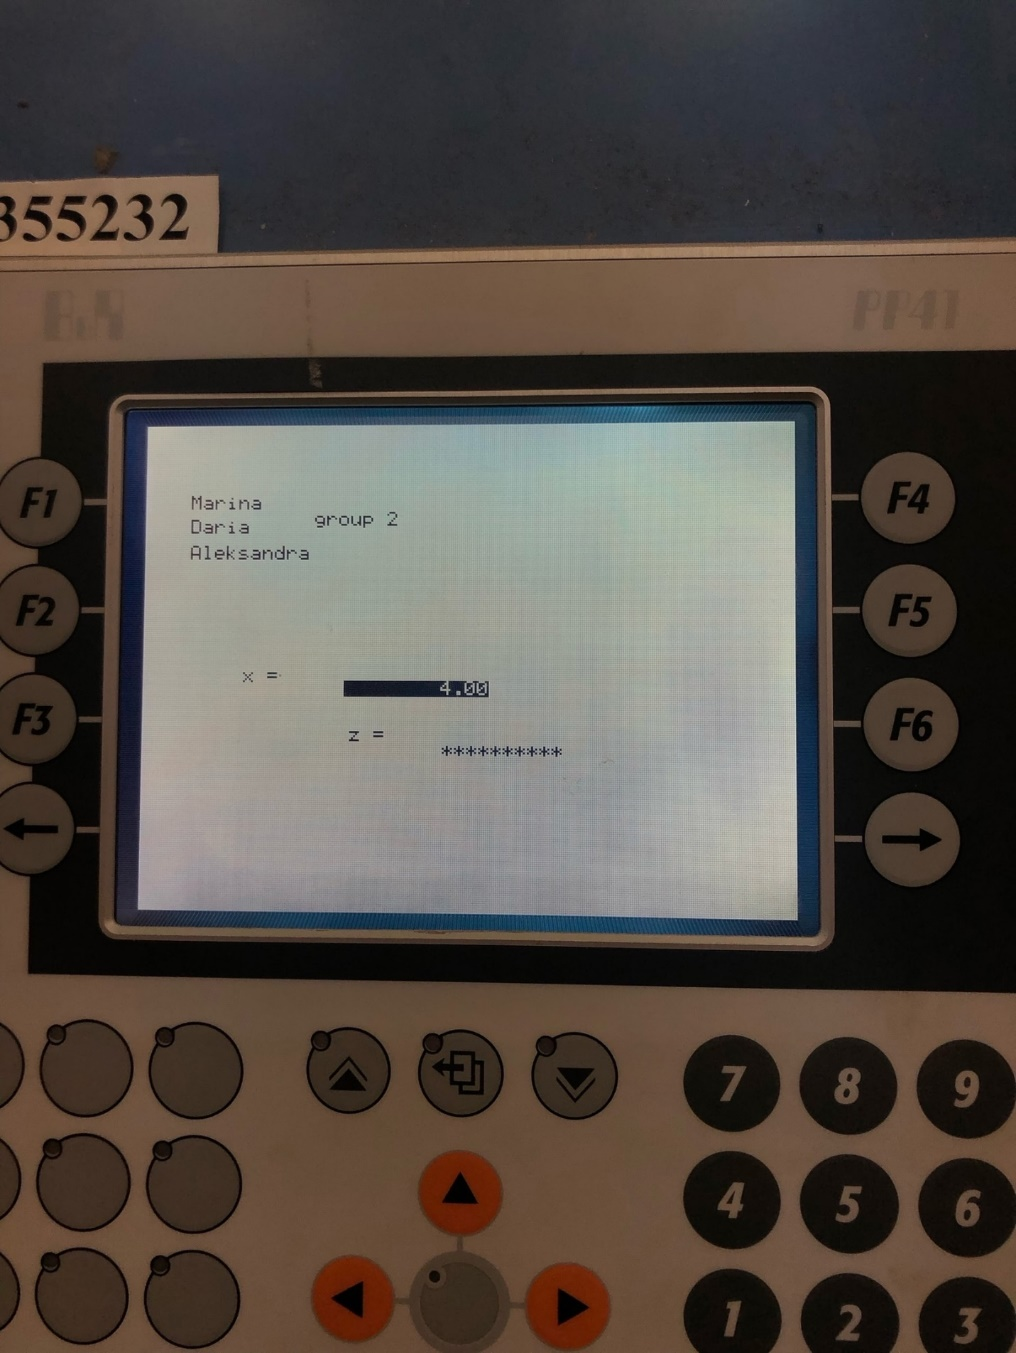 355232
B&R
PP41
Marina
Daria group 2
Aleksandra
x = 4.00
z = **********
F1
F2
F3
F4
F5
F6
7 8 9
4 5 6
1 2 3